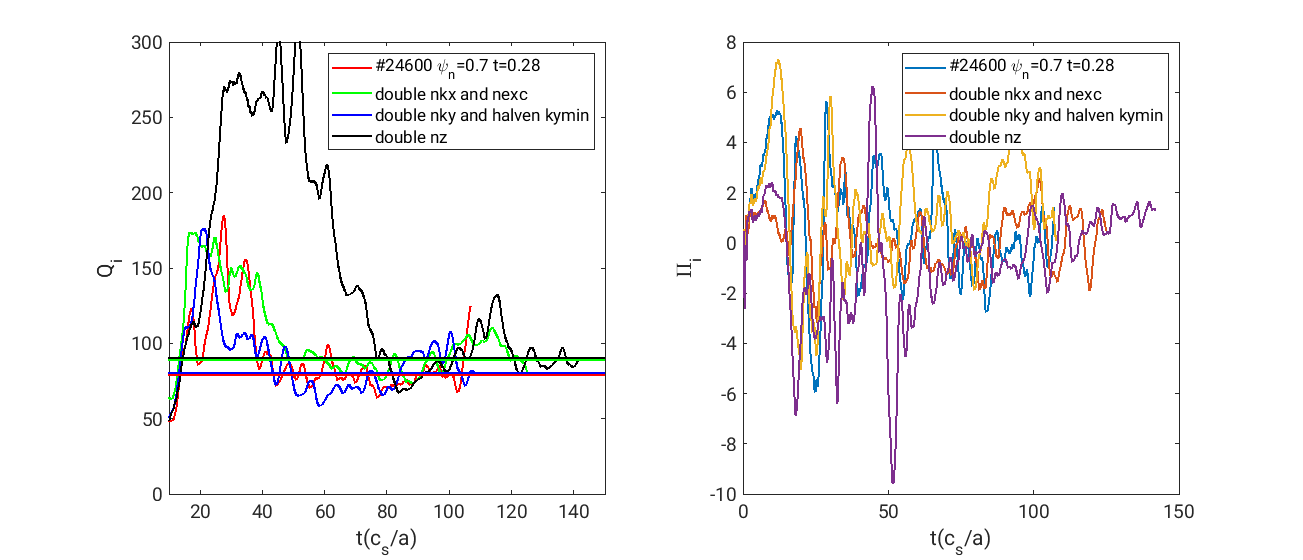 300
250
200
150
100
50
0
Q_i
20
40
60
80
100
120
140
t(c_s/a)
#24600 ψ_n=0.7 t=0.28
double nkx and nexc
double nky and halven kymin
double nz
8
6
4
2
0
-2
-4
-6
-8
-10
Π_i
0
50
100
150
t(c_s/a)
#24600 ψ_n=0.7 t=0.28
double nkx and nexc
double nky and halven kymin
double nz